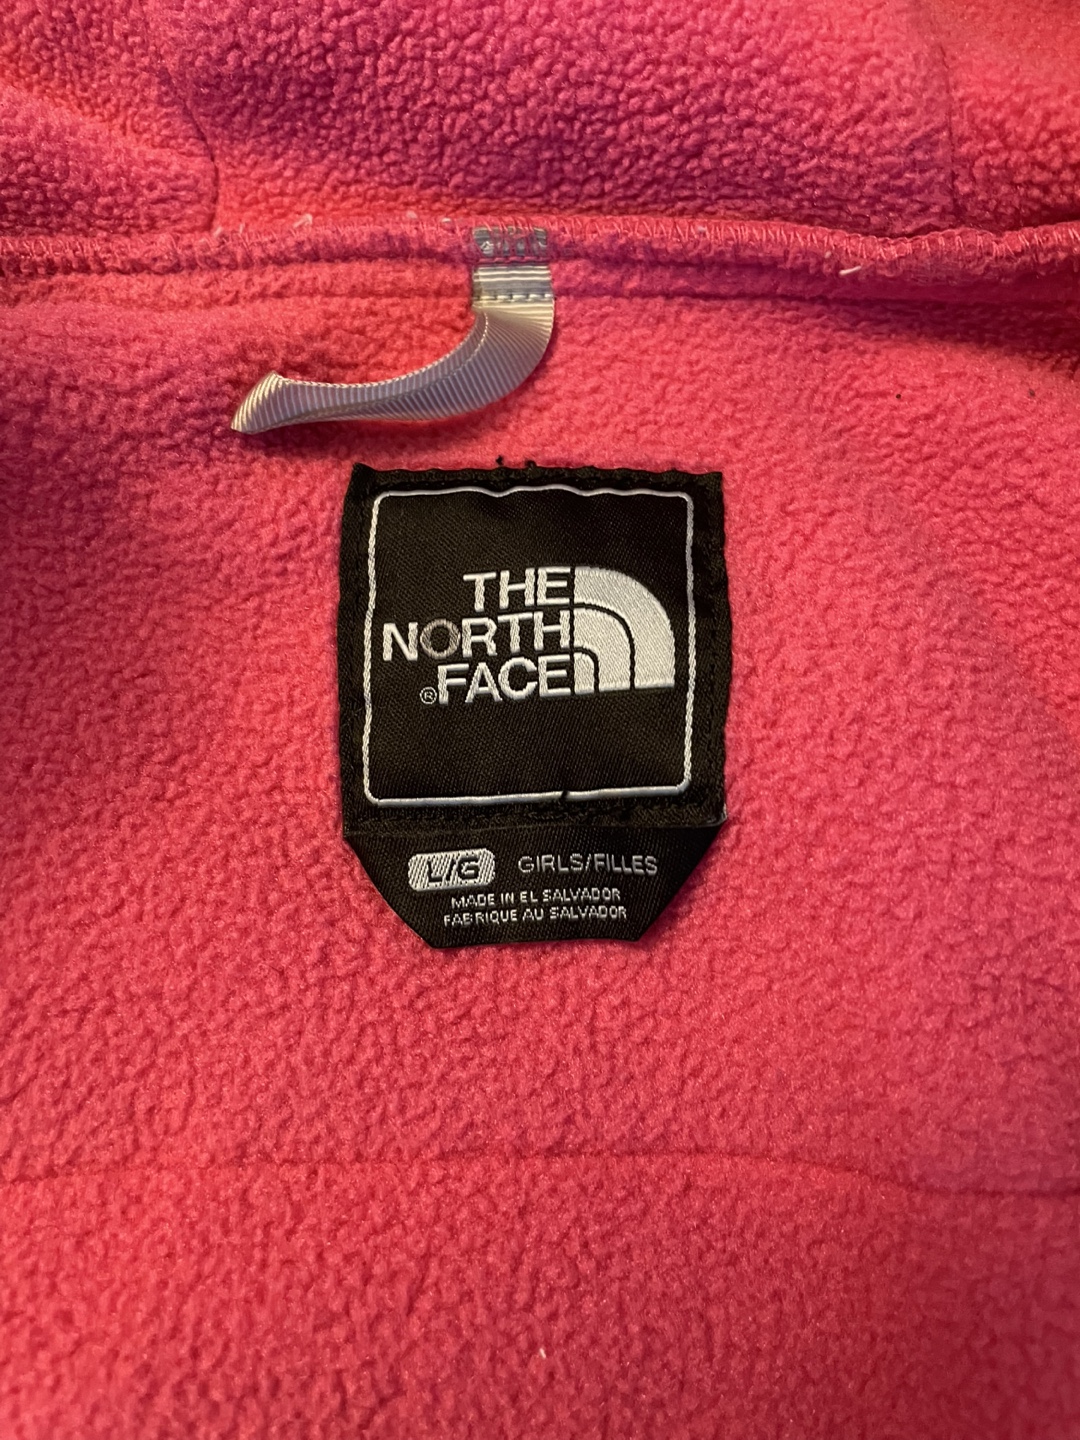 THE
NORTH
®FACE
L/G GIRLS/FILLES
MADE IN EL SALVADOR
FABRIQUE AU SALVADOR